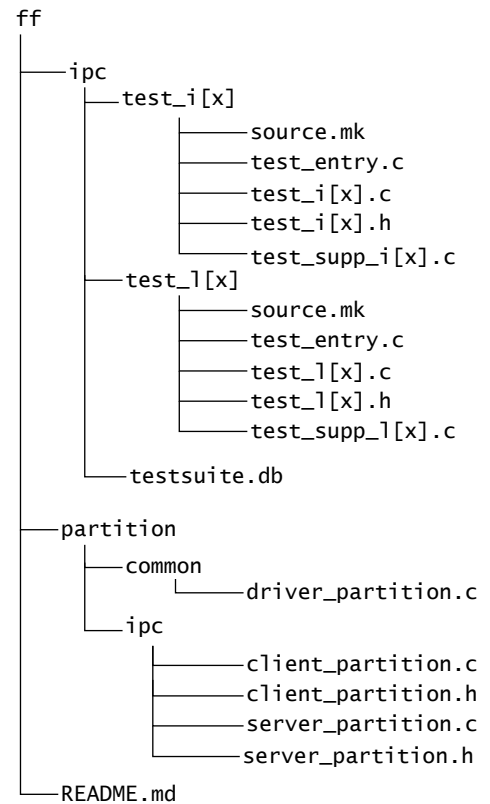 ff
ipc
test_i[x]
source.mk
test_entry.c
test_i[x].c
test_i[x].h
test_supp_i[x].c
test_l[x]
source.mk
test_entry.c
test_l[x].c
test_l[x].h
test_supp_l[x].c
testsuite.db
partition
common
driver_partition.c
ipc
client_partition.c
client_partition.h
server_partition.c
server_partition.h
README.md